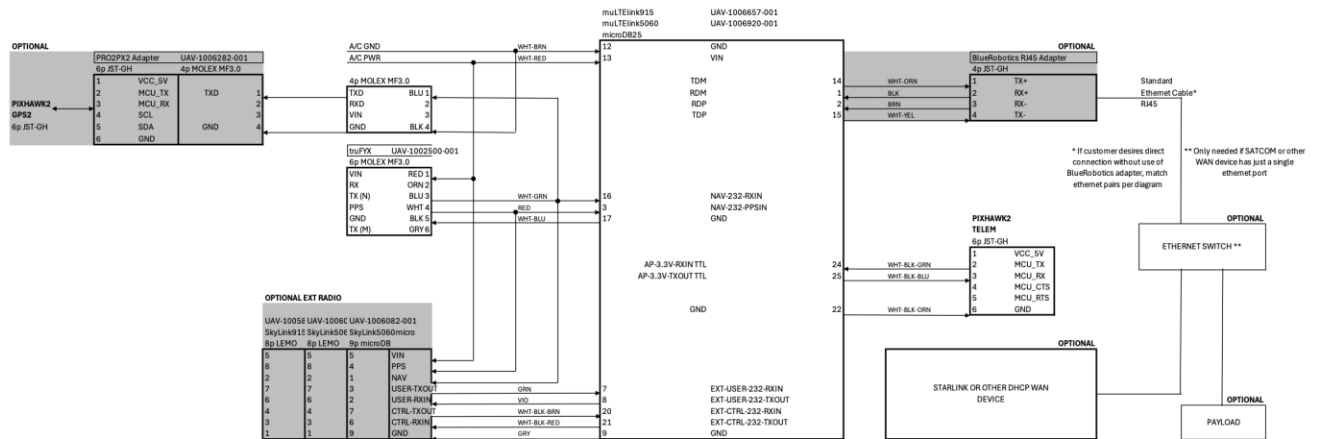 muLTElink915 UAV-1006657-001
muLTElink5060 UAV-1006920-001
microDB25
OPTIONAL
PRO2PX2 Adapter UAV-1006282-001
6p JST-GH 4p MOLEX MF3.0
1 VCC_5V
2 MCU_TX TXD 1
3 MCU_RX 2
4 SCL 3
5 SDA GND 4
6 GND
PIXHAWK2
GPS2
6p JST-GH
A/C GND WHT-BRN 12 GND
A/C PWR WHT-RED 13 VIN
4p MOLEX MF3.0
TXD BLU 1
RXD 2
VIN 3
GND BLK 4
truFYX UAV-1002500-001
6p MOLEX MF3.0
VIN RED 1
RX ORN 2
TX (N) BLU 3
PPS WHT 4
GND BLK 5
TX (M) GRY 6
WHT-GRN 16 NAV-232-RXIN
RED 3 NAV-232-PPSIN
WHT-BLU 17 GND
TDM 14 WHT-ORN
RDM 1 BLK
RDP 2 BRN
TDP 15 WHT-YEL
OPTIONAL
BlueRobotics RJ45 Adapter
4p JST-GH
1 TX+
2 RX+
3 RX-
4 TX-
Standard
Ethernet Cable*
RJ45
* If customer desires direct
connection without use of
BlueRobotics adapter, match
ethernet pairs per diagram
** Only needed if SATCOM or other
WAN device has just a single
ethernet port
AP-3.3V-RXIN TTL 24 WHT-BLK-GRN
AP-3.3V-TXOUT TTL 25 WHT-BLK-BLU
GND 22 WHT-BLK-ORN
PIXHAWK2
TELEM
6p JST-GH
1 VCC_5V
2 MCU_TX
3 MCU_RX
4 MCU_CTS
5 MCU_RTS
6 GND
OPTIONAL
ETHERNET SWITCH **
OPTIONAL EXT RADIO
UAV-10058 UAV-1006C UAV-1006082-001
SkyLink915 SkyLink506 SkyLink5060micro
8p LEMO 8p LEMO 9p microDB
5 5 5 VIN
8 8 4 PPS
2 2 1 NAV
7 7 3 USER-TXOUT GRN 7 EXT-USER-232-RXIN
6 6 2 USER-RXIN VIO 8 EXT-USER-232-TXOUT
4 4 7 CTRL-TXOUT WHT-BLK-BRN 20 EXT-CTRL-232-RXIN
3 3 6 CTRL-RXIN WHT-BLK-RED 21 EXT-CTRL-232-TXOUT
1 1 9 GND GRY 9 GND
OPTIONAL
STARLINK OR OTHER DHCP WAN
DEVICE
OPTIONAL
PAYLOAD